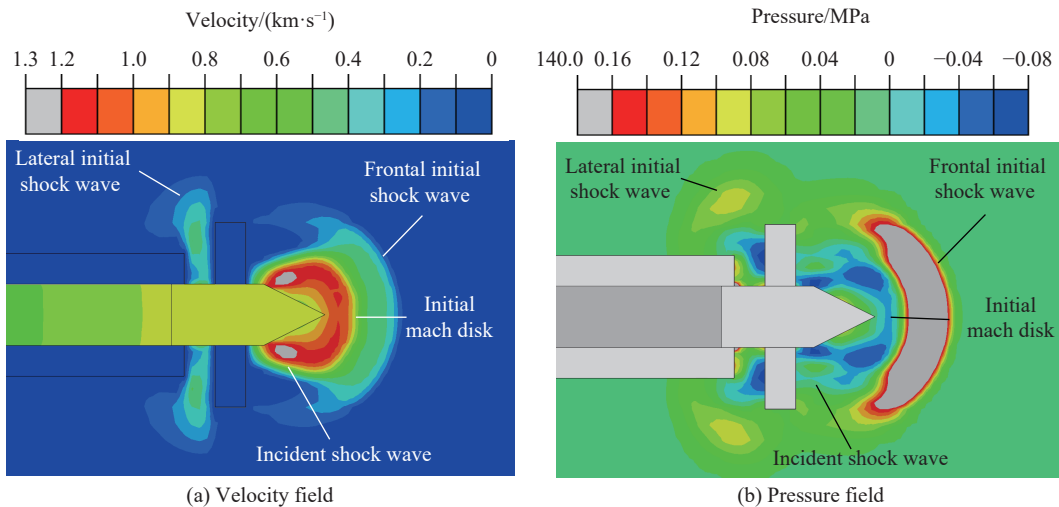 Velocity/(km·s⁻¹)
1.3 1.2 1.0 0.8 0.6 0.4 0.2 0
Lateral initial
shock wave
Frontal initial
shock wave
Initial
mach disk
Incident shock wave
(a) Velocity field
Pressure/MPa
140.0 0.16 0.12 0.08 0.04 0 −0.04 −0.08
Lateral initial
shock wave
Frontal initial
shock wave
Initial
mach disk
Incident shock wave
(b) Pressure field